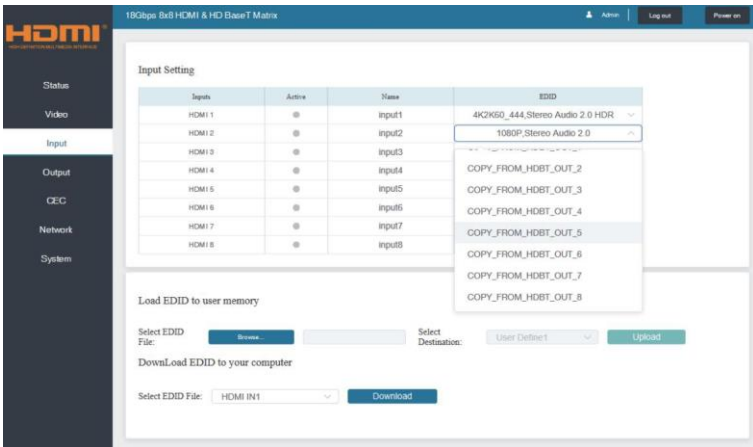 18Gbps 8x8 HDMI & HD BaseT Matrix
Admin
Log out
Power on
HDMI
HIGH-DEFINITION MULTIMEDIA INTERFACE
Status
Video
Input
Output
CEC
Network
System
Input Setting
Inputs Active Name EDID
HDMI 1 input1 4K2K60_444,Stereo Audio 2.0 HDR
HDMI 2 input2 1080P,Stereo Audio 2.0
HDMI 3 input3
HDMI 4 input4 COPY_FROM_HDBT_OUT_2
HDMI 5 input5 COPY_FROM_HDBT_OUT_3
HDMI 6 input6 COPY_FROM_HDBT_OUT_4
HDMI 7 input7 COPY_FROM_HDBT_OUT_5
HDMI 8 input8 COPY_FROM_HDBT_OUT_6
COPY_FROM_HDBT_OUT_7
COPY_FROM_HDBT_OUT_8
Load EDID to user memory
Select EDID
File:
Browse...
Select
Destination:
User Define1
Upload
DownLoad EDID to your computer
Select EDID File: HDMI IN1 Download